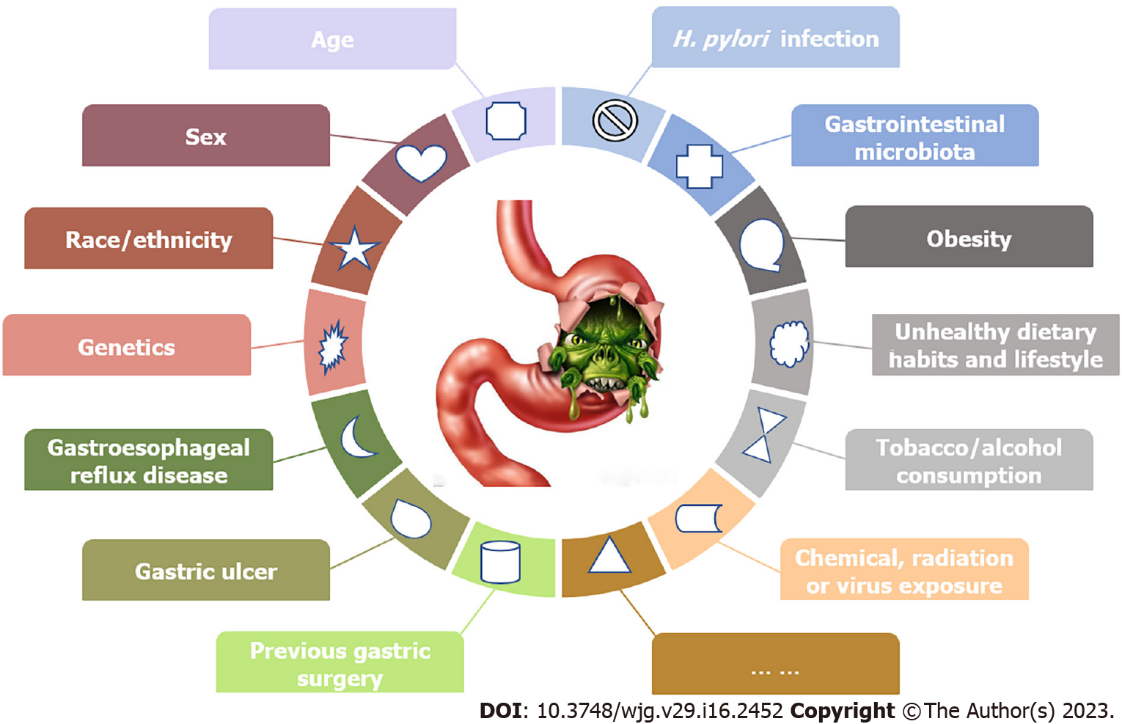 Age
H. pylori infection
Sex
Gastrointestinal
microbiota
Race/ethnicity
Obesity
Genetics
Unhealthy dietary
habits and lifestyle
Gastroesophageal
reflux disease
Tobacco/alcohol
consumption
Gastric ulcer
Chemical, radiation
or virus exposure
Previous gastric
surgery
... ...
DOI: 10.3748/wjg.v29.i16.2452 Copyright ©The Author(s) 2023.